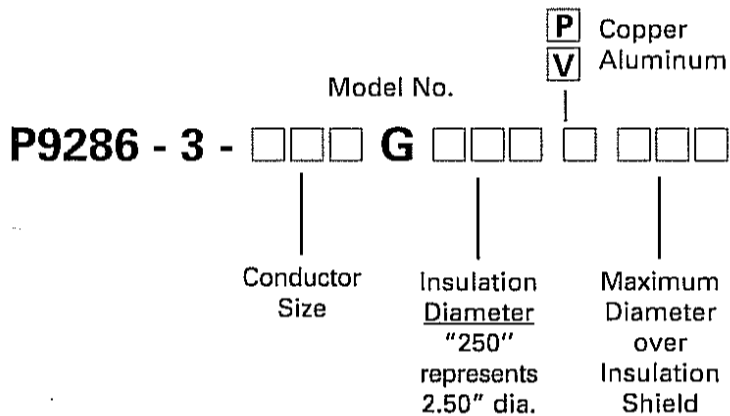 P Copper
V Aluminum
Model No.
P9286 - 3 - □□□ G □□□ □ □□□
Conductor
Size
Insulation
Diameter
"250"
represents
2.50" dia.
Maximum
Diameter
over
Insulation
Shield